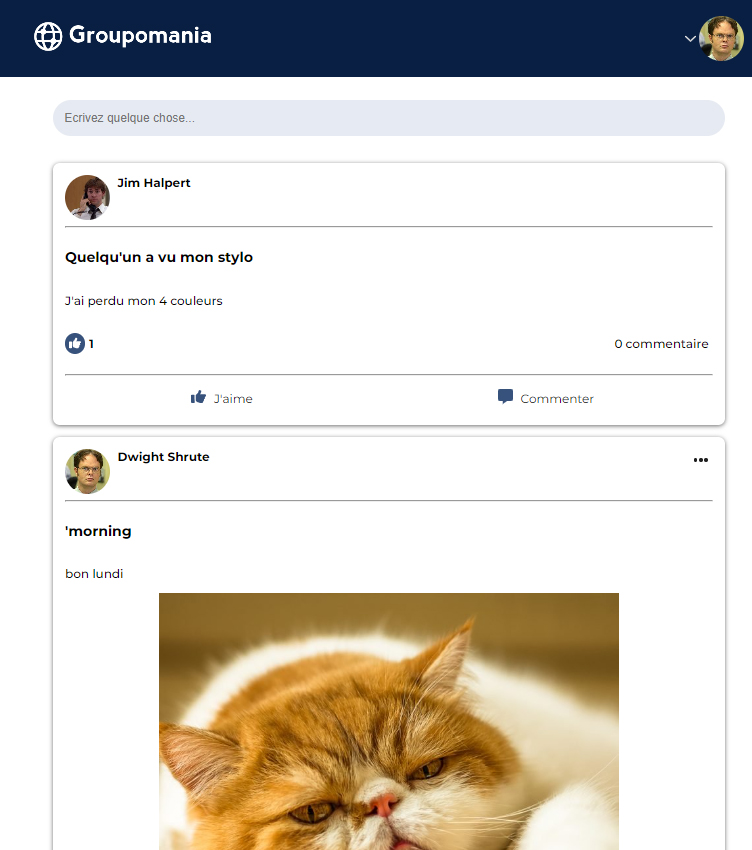 Groupomania
Ecrivez quelque chose...
Jim Halpert
Quelqu'un a vu mon stylo
J'ai perdu mon 4 couleurs
1
0 commentaire
J'aime
Commenter
Dwight Shrute
'morning
bon lundi